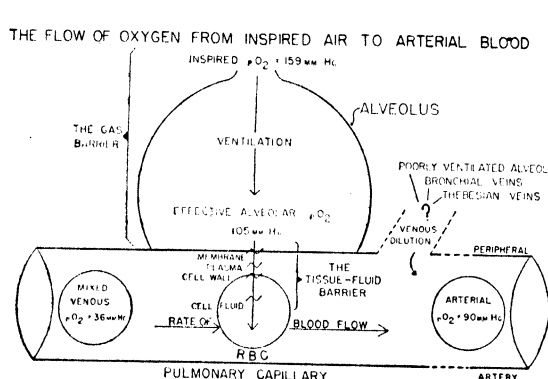 THE FLOW OF OXYGEN FROM INSPIRED AIR TO ARTERIAL BLOOD
INSPIRED pO2 = 159 MM HG
ALVEOLUS
THE GAS
BARRIER
VENTILATION
POORLY VENTILATED ALVEOL
BRONCHIAL VEINS
THEBESIAN VEINS
?
EFFECTIVE ALVEOLAR pO2
105 MM HG
VENOUS
DILUTION
PERIPHERAL
MEMBRANE
PLASMA
CELL WALL
THE
TISSUE-FLUID
BARRIER
CELL FLUID
MIXED
VENOUS
pO2 = 36 MM HG
ARTERIAL
pO2 = 90 MM HG
RATE OF
BLOOD FLOW
RBC
PULMONARY CAPILLARY
ARTERY